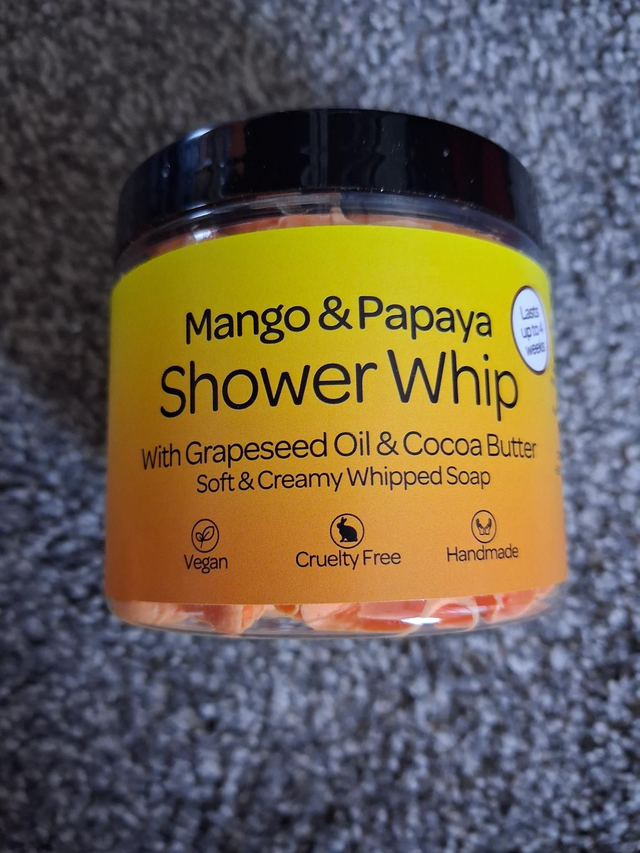 Mango & Papaya
Lasts
up to 4
weeks
Shower Whip
With Grapeseed Oil & Cocoa Butter
Soft & Creamy Whipped Soap
Vegan
Cruelty Free
Handmade